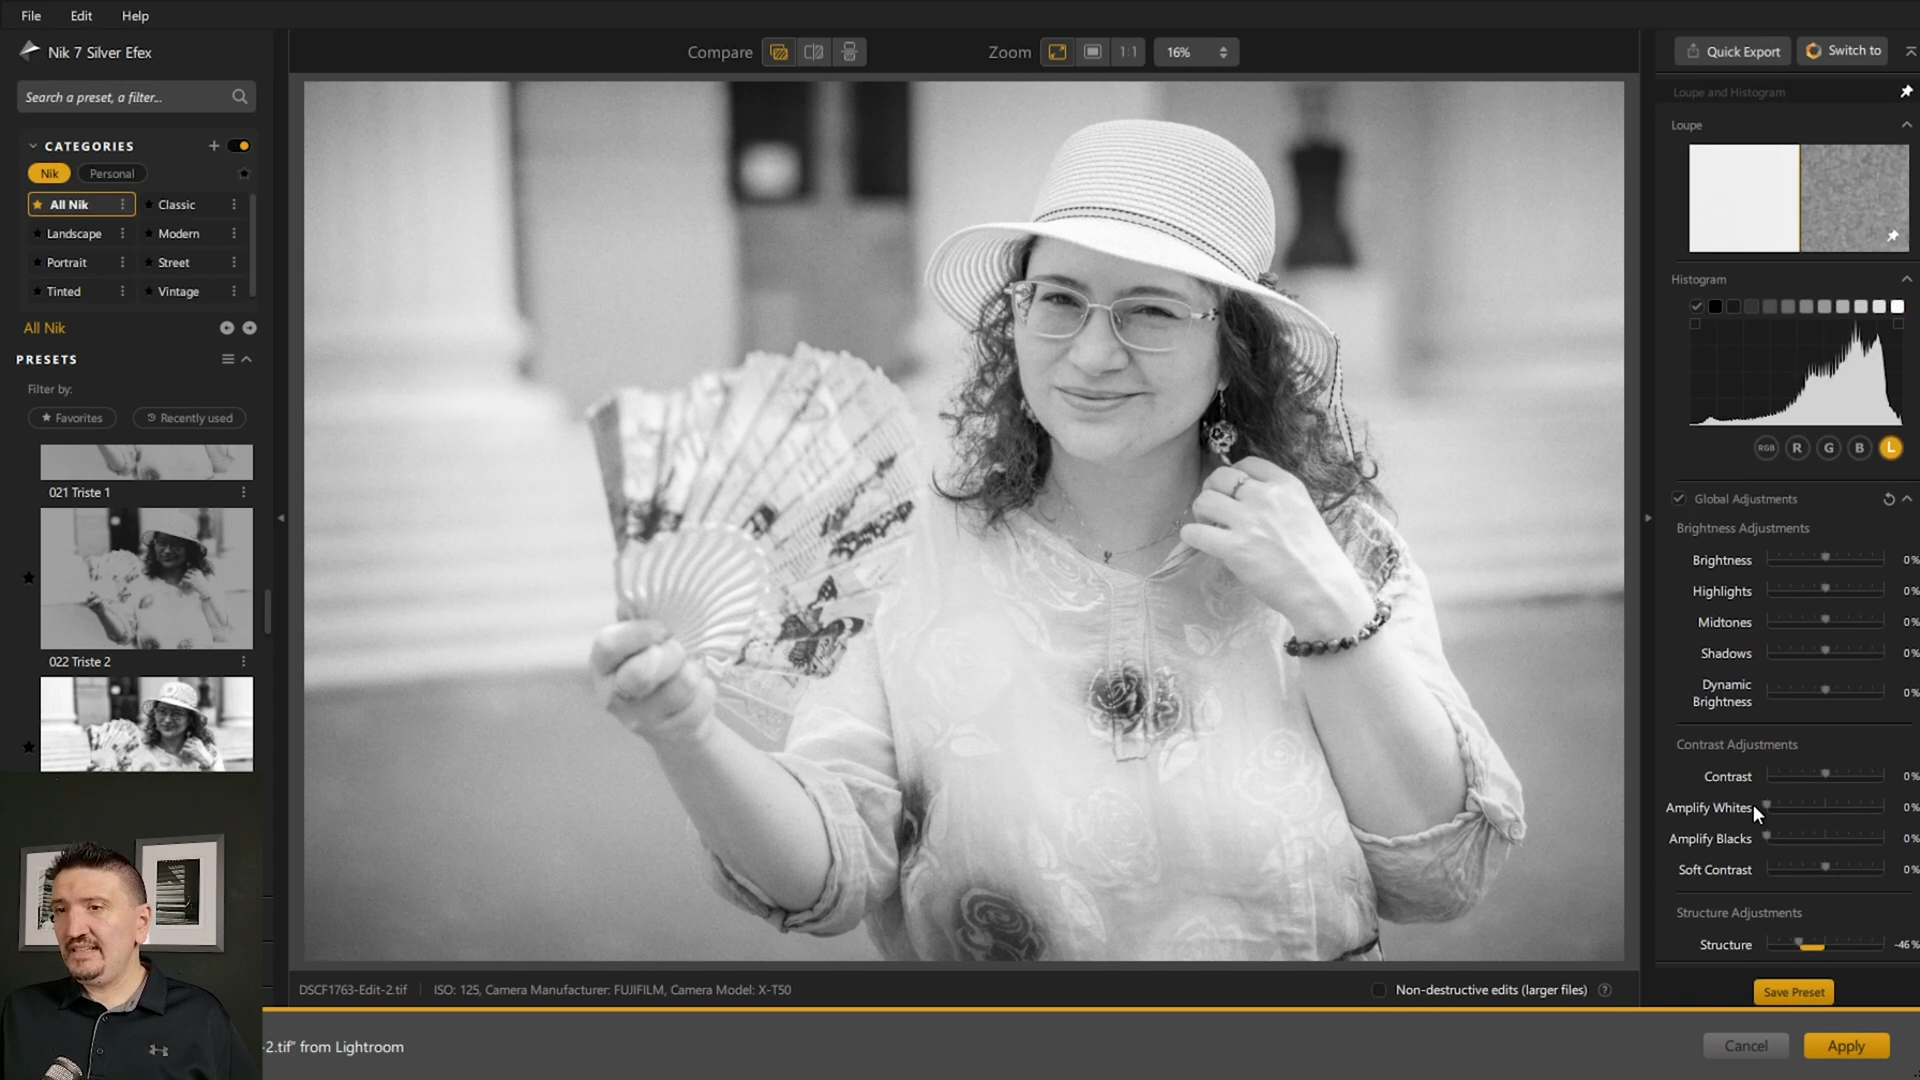 File Edit Help
Nik 7 Silver Efex
Compare
Zoom
1:1
16%
Quick Export
Switch to
Search a preset, a filter...
CATEGORIES
Nik Personal
All Nik Classic
Landscape Modern
Portrait Street
Tinted Vintage
All Nik
PRESETS
Filter by:
Favorites Recently used
021 Triste 1
022 Triste 2
Loupe and Histogram
Loupe
Histogram
RGB R G B L
Global Adjustments
Brightness Adjustments
Brightness 0%
Highlights 0%
Midtones 0%
Shadows 0%
Dynamic
Brightness 0%
Contrast Adjustments
Contrast 0%
Amplify Whites 0%
Amplify Blacks 0%
Soft Contrast 0%
Structure Adjustments
Structure -46%
DSCF1763-Edit-2.tif | ISO: 125, Camera Manufacturer: FUJIFILM, Camera Model: X-T50
Non-destructive edits (larger files) ?
Save Preset
-2.tif" from Lightroom
Cancel Apply